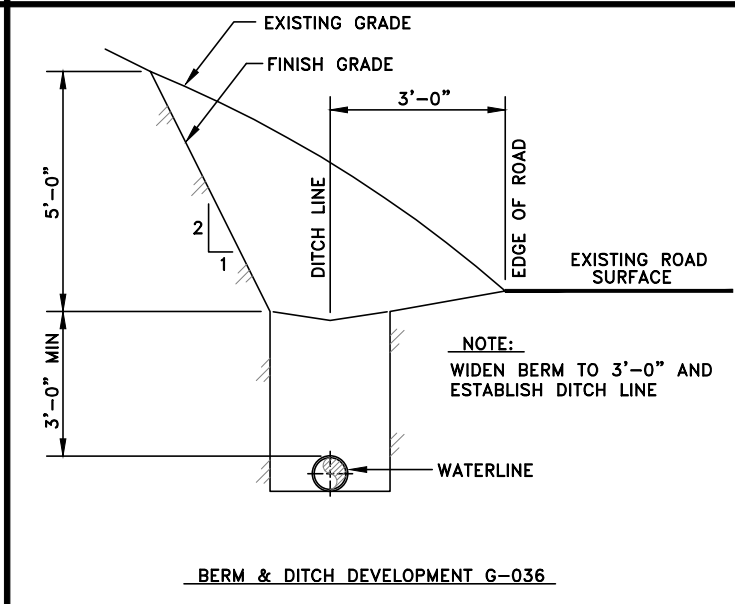 EXISTING GRADE
FINISH GRADE
3'-0"
5'-0"
DITCH LINE
EDGE OF ROAD
2
1
EXISTING ROAD
SURFACE
3'-0" MIN
NOTE:
WIDEN BERM TO 3'-0" AND
ESTABLISH DITCH LINE
WATERLINE
BERM & DITCH DEVELOPMENT G-036